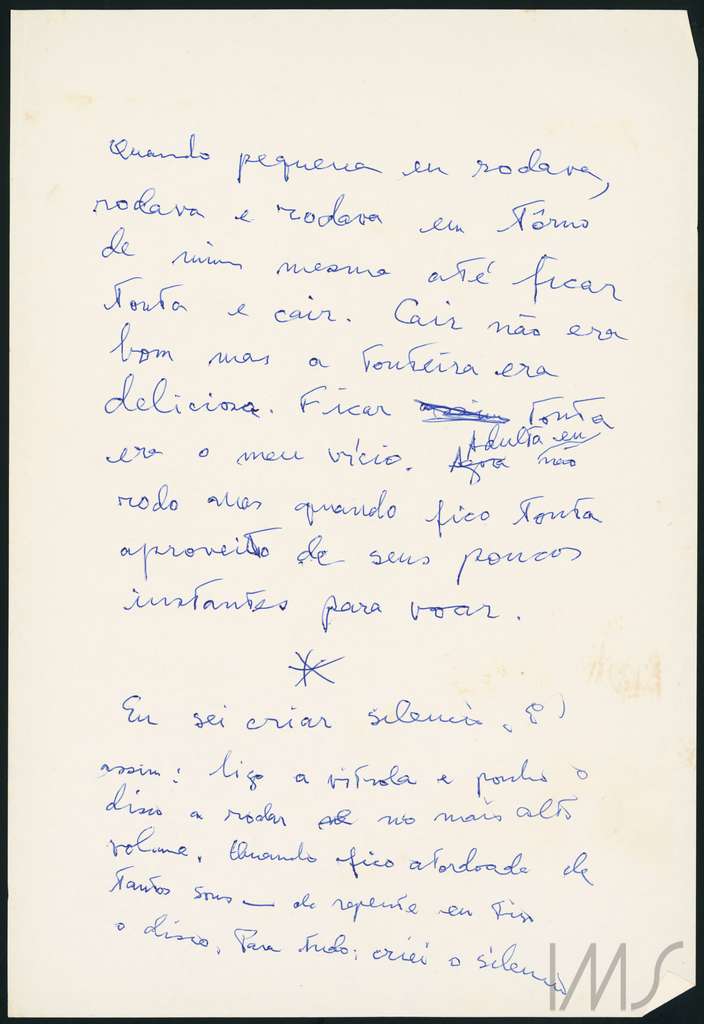 Quando pequena eu rodava,
rodava e rodava em tôrno
de mim mesma até ficar
tonta e cair. Cair não era
bom mas a tonteira era
deliciosa. Ficar tonta
era o meu vício. Agora Adulta eu não
rodo mas quando fico tonta
aproveito de seus poucos
instantes para voar.
*
Eu sei criar silencio. É
assim: ligo a vitrola e ponho o
disco a rodar no mais alto
volume. Quando fico atordoada de
tantos sons — de repente eu tiro
o disco. Para tudo: criei o silencio
IMS